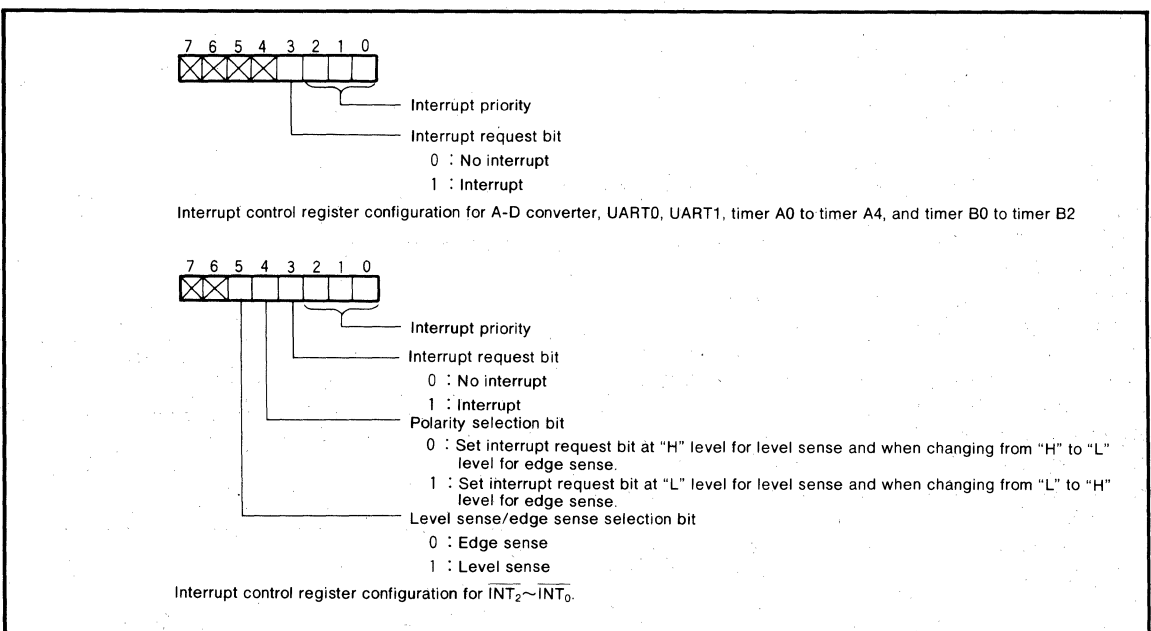 7 6 5 4 3 2 1 0
Interrupt priority
Interrupt request bit
0 : No interrupt
1 : Interrupt
Interrupt control register configuration for A-D converter, UART0, UART1, timer A0 to timer A4, and timer B0 to timer B2
7 6 5 4 3 2 1 0
Interrupt priority
Interrupt request bit
0 : No interrupt
1 : Interrupt
Polarity selection bit
0 : Set interrupt request bit at “H” level for level sense and when changing from “H” to “L”
level for edge sense.
1 : Set interrupt request bit at “L” level for level sense and when changing from “L” to “H”
level for edge sense.
Level sense/edge sense selection bit
0 : Edge sense
1 : Level sense
Interrupt control register configuration for I̅N̅T̅₂~I̅N̅T̅₀.